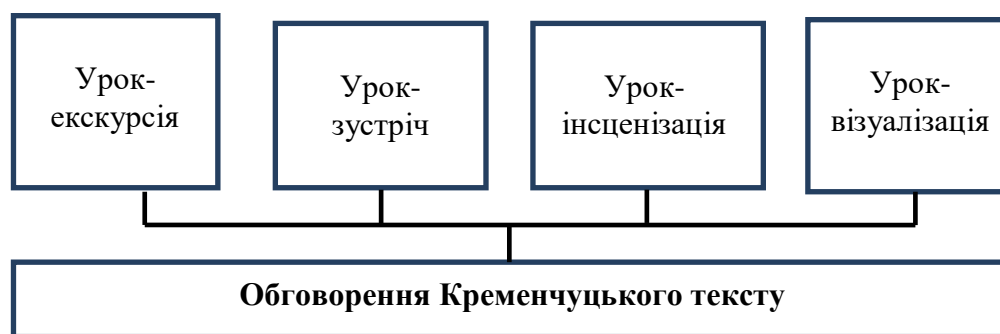 Урок-
екскурсія
Урок-
зустріч
Урок-
інсценізація
Урок-
візуалізація
Обговорення Кременчуцького тексту